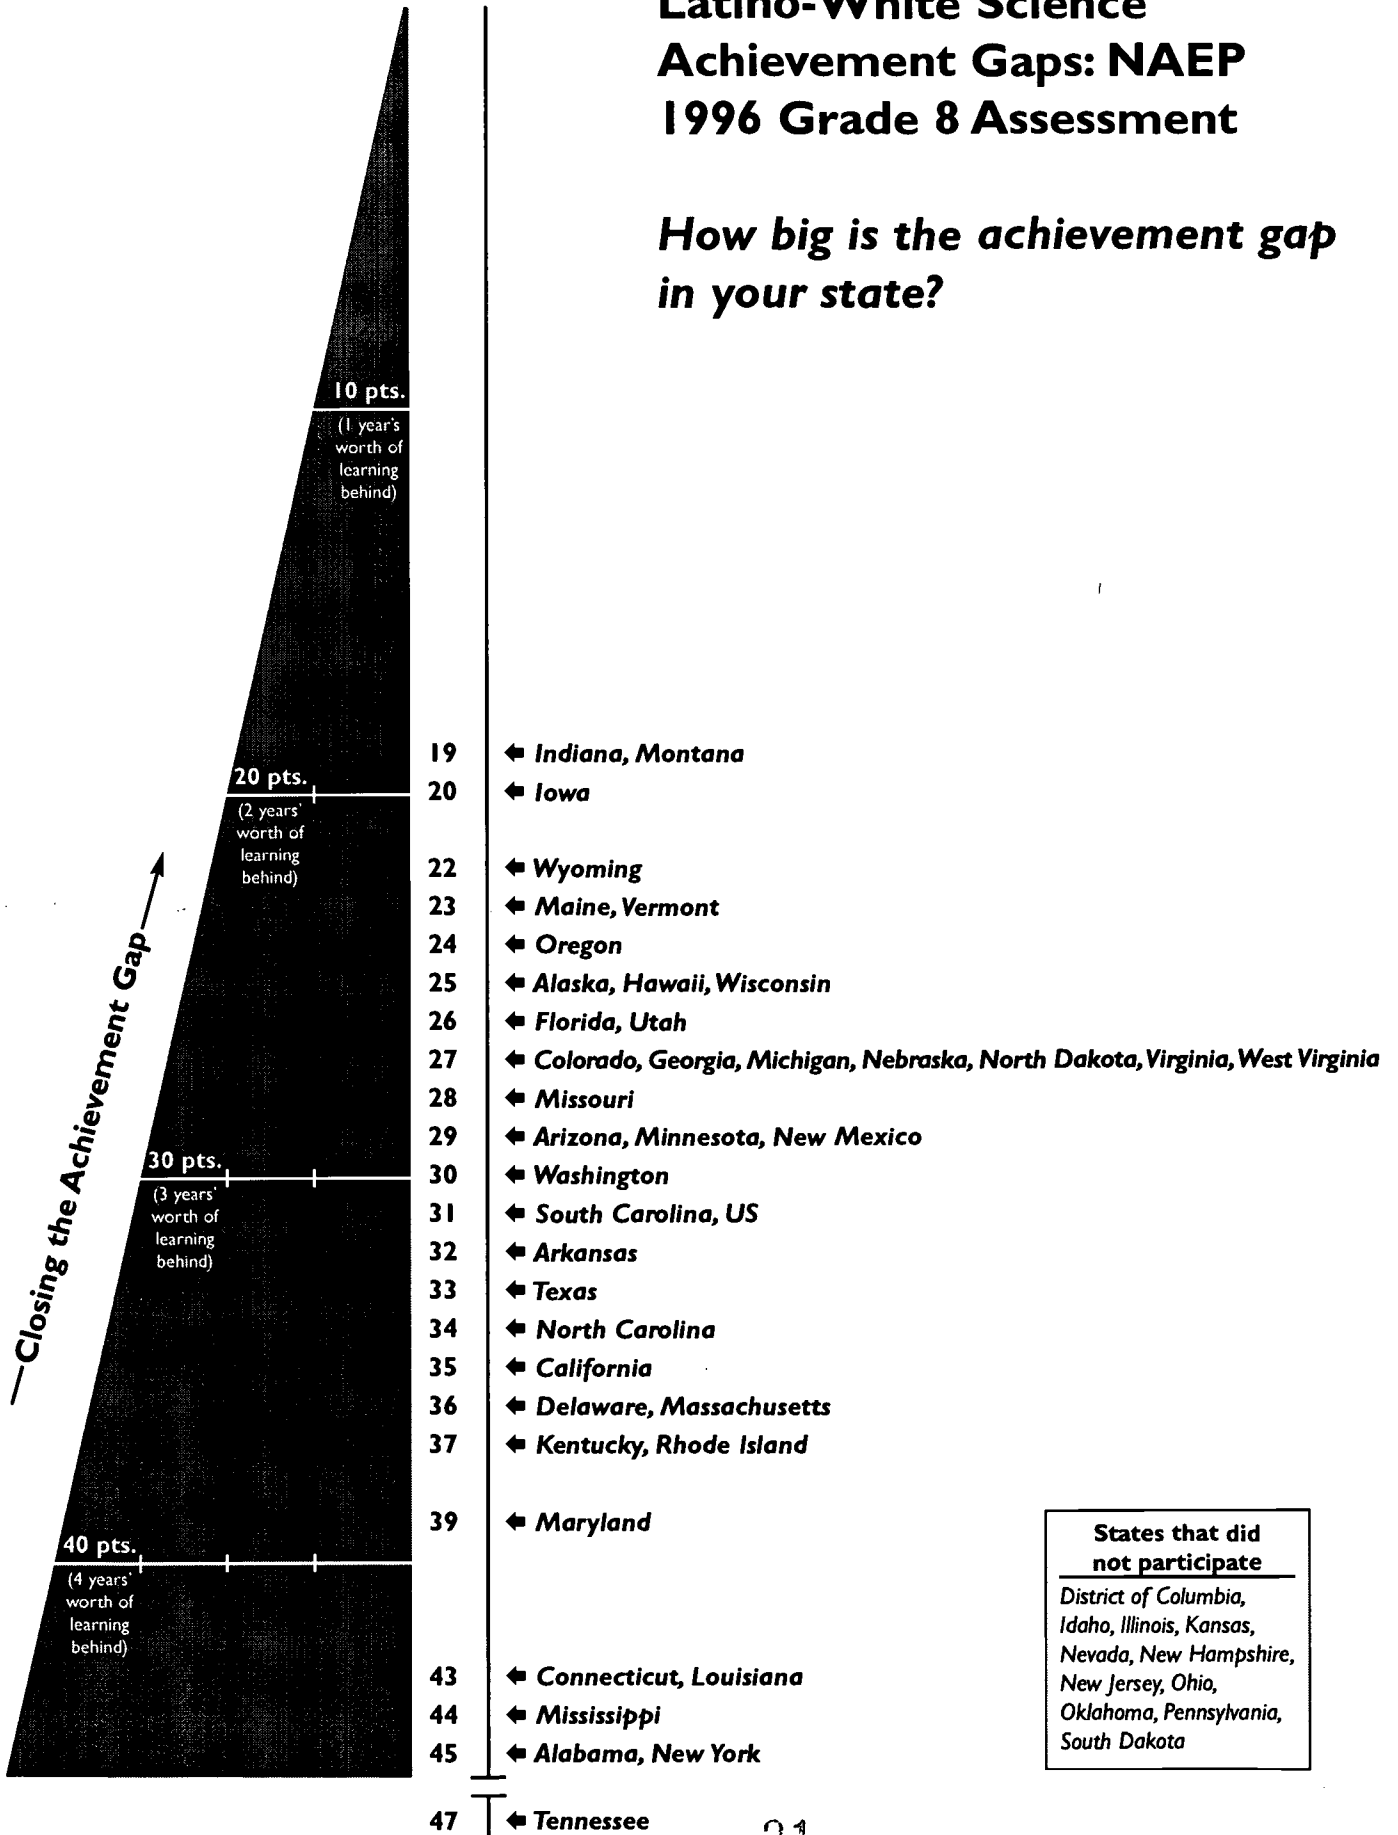 Latino-White Science
Achievement Gaps: NAEP
1996 Grade 8 Assessment
How big is the achievement gap
in your state?
10 pts.
(1 year's
worth of
learning
behind)
20 pts.
(2 years'
worth of
learning
behind)
30 pts.
(3 years'
worth of
learning
behind)
40 pts.
(4 years'
worth of
learning
behind)
Closing the Achievement Gap
19 Indiana, Montana
20 Iowa
22 Wyoming
23 Maine, Vermont
24 Oregon
25 Alaska, Hawaii, Wisconsin
26 Florida, Utah
27 Colorado, Georgia, Michigan, Nebraska, North Dakota, Virginia, West Virginia
28 Missouri
29 Arizona, Minnesota, New Mexico
30 Washington
31 South Carolina, US
32 Arkansas
33 Texas
34 North Carolina
35 California
36 Delaware, Massachusetts
37 Kentucky, Rhode Island
39 Maryland
43 Connecticut, Louisiana
44 Mississippi
45 Alabama, New York
47 Tennessee
States that did
not participate
District of Columbia,
Idaho, Illinois, Kansas,
Nevada, New Hampshire,
New Jersey, Ohio,
Oklahoma, Pennsylvania,
South Dakota